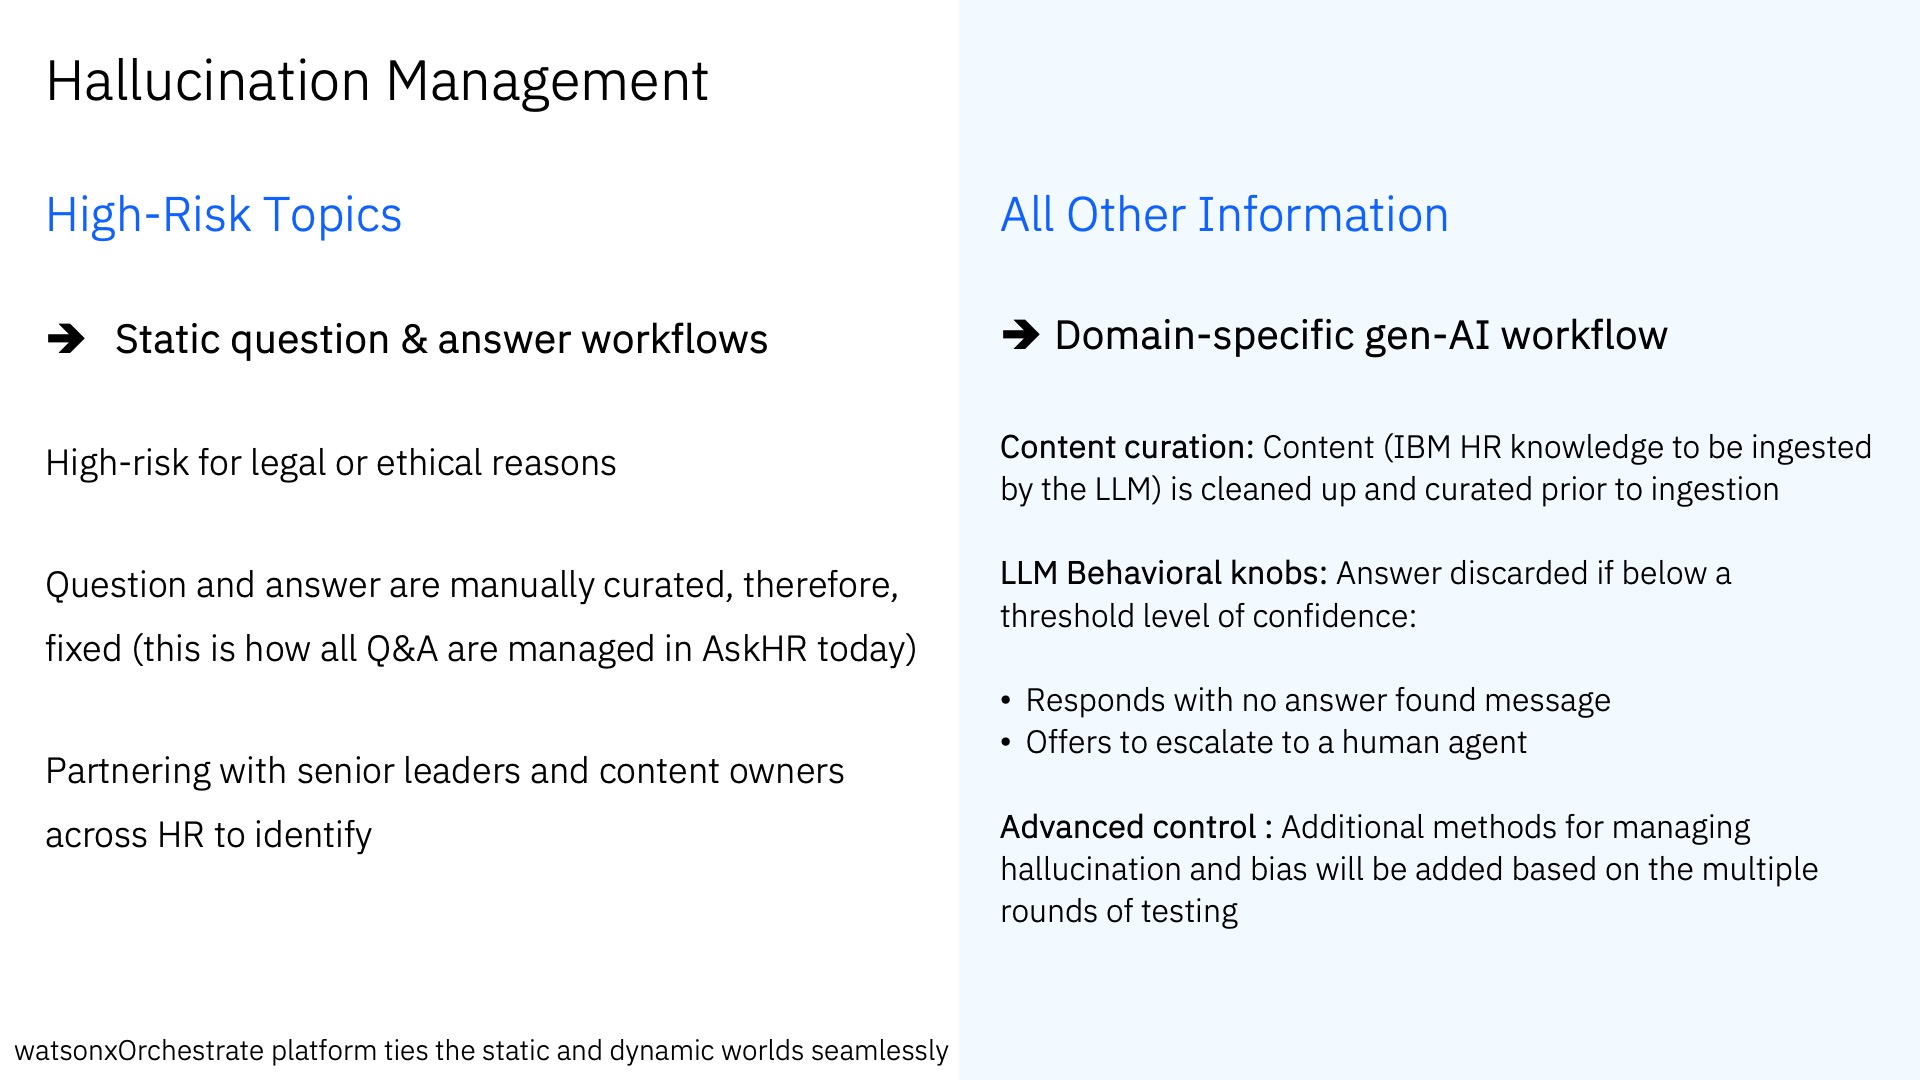 Hallucination Management
High-Risk Topics
➔ Static question & answer workflows
High-risk for legal or ethical reasons
Question and answer are manually curated, therefore,
fixed (this is how all Q&A are managed in AskHR today)
Partnering with senior leaders and content owners
across HR to identify
watsonxOrchestrate platform ties the static and dynamic worlds seamlessly
All Other Information
➔ Domain-specific gen-AI workflow
Content curation: Content (IBM HR knowledge to be ingested
by the LLM) is cleaned up and curated prior to ingestion
LLM Behavioral knobs: Answer discarded if below a
threshold level of confidence:
• Responds with no answer found message
• Offers to escalate to a human agent
Advanced control : Additional methods for managing
hallucination and bias will be added based on the multiple
rounds of testing